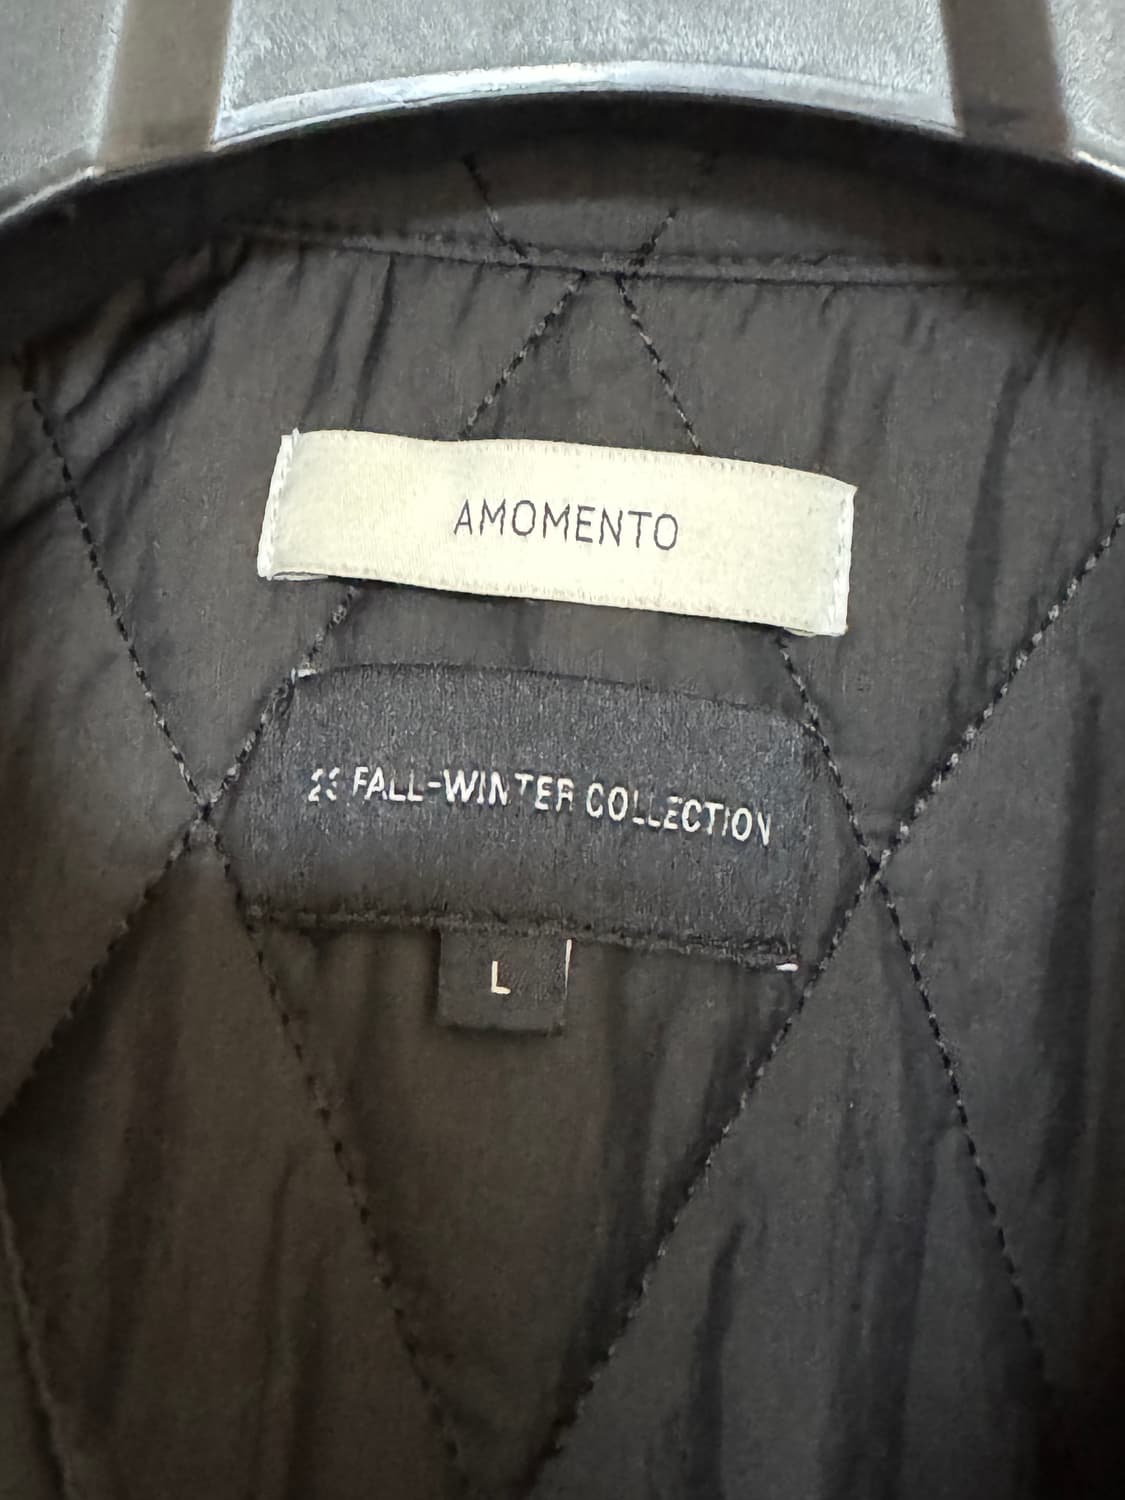 AMOMENTO
23 FALL-WINTER COLLECTION
L